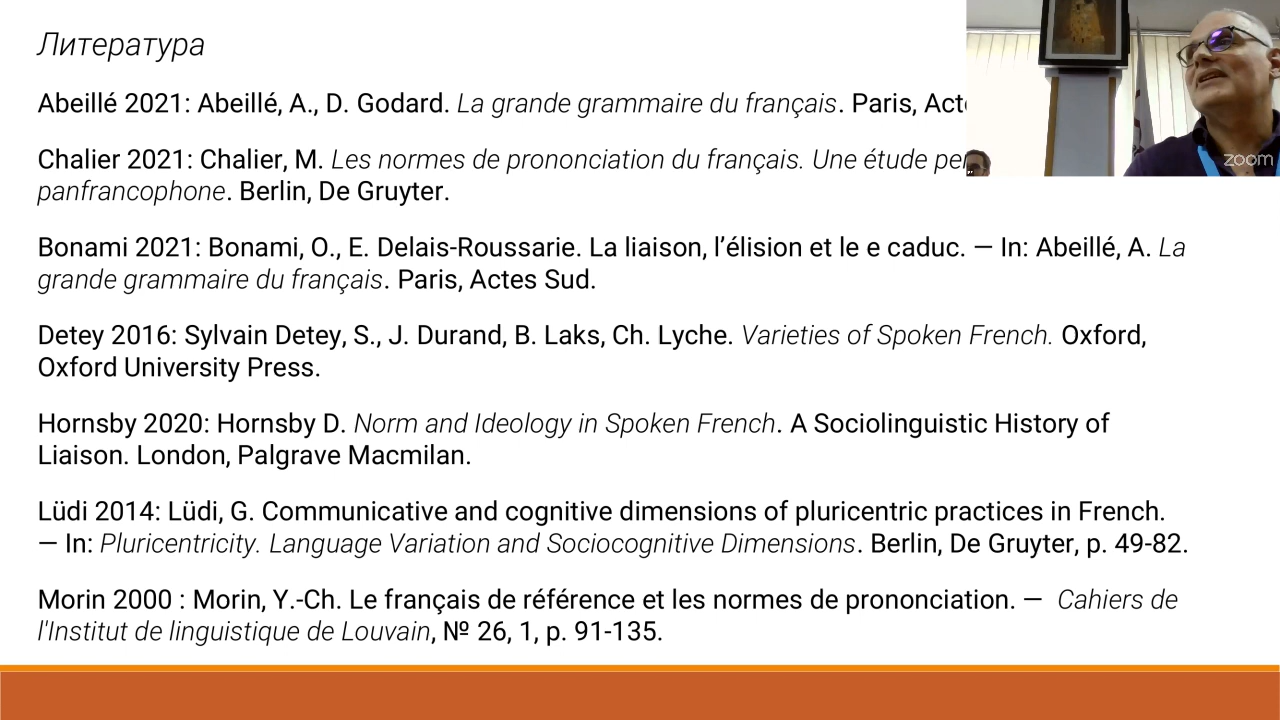 Литература
Abeillé 2021: Abeillé, A., D. Godard. La grande grammaire du français. Paris,
Chalier 2021: Chalier, M. Les normes de prononciation du français. Une étude
panfrancophone. Berlin, De Gruyter.
Bonami 2021: Bonami, O., E. Delais-Roussarie. La liaison, l’élision et le e caduc. — In: Abeillé, A. La
grande grammaire du français. Paris, Actes Sud.
Detey 2016: Sylvain Detey, S., J. Durand, B. Laks, Ch. Lyche. Varieties of Spoken French. Oxford,
Oxford University Press.
Hornsby 2020: Hornsby D. Norm and Ideology in Spoken French. A Sociolinguistic History of
Liaison. London, Palgrave Macmilan.
Lüdi 2014: Lüdi, G. Communicative and cognitive dimensions of pluricentric practices in French.
— In: Pluricentricity. Language Variation and Sociocognitive Dimensions. Berlin, De Gruyter, p. 49-82.
Morin 2000 : Morin, Y.-Ch. Le français de référence et les normes de prononciation. — Cahiers de
l'Institut de linguistique de Louvain, № 26, 1, p. 91-135.
zoom